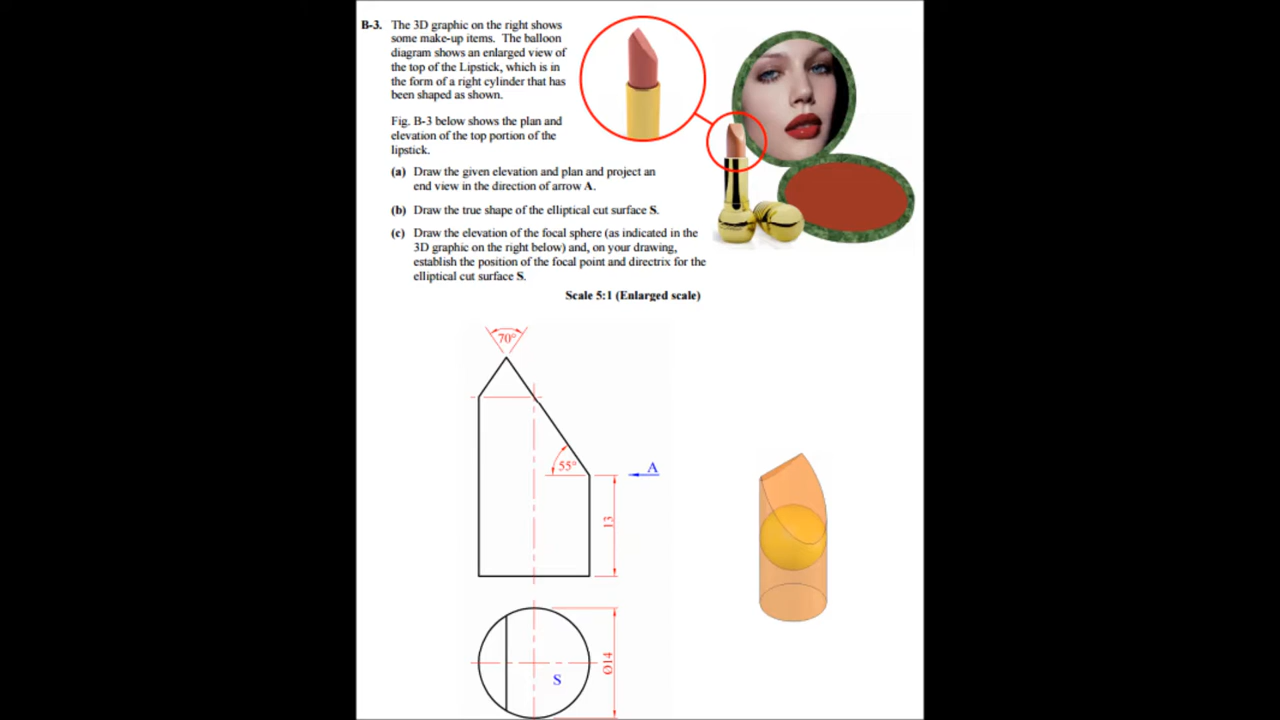 B-3. The 3D graphic on the right shows
some make-up items. The balloon
diagram shows an enlarged view of
the top of the Lipstick, which is in
the form of a right cylinder that has
been shaped as shown.
Fig. B-3 below shows the plan and
elevation of the top portion of the
lipstick.
(a) Draw the given elevation and plan and project an
end view in the direction of arrow A.
(b) Draw the true shape of the elliptical cut surface S.
(c) Draw the elevation of the focal sphere (as indicated in the
3D graphic on the right below) and, on your drawing,
establish the position of the focal point and directrix for the
elliptical cut surface S.
Scale 5:1 (Enlarged scale)
70°
55°
A
13
Ø14
S